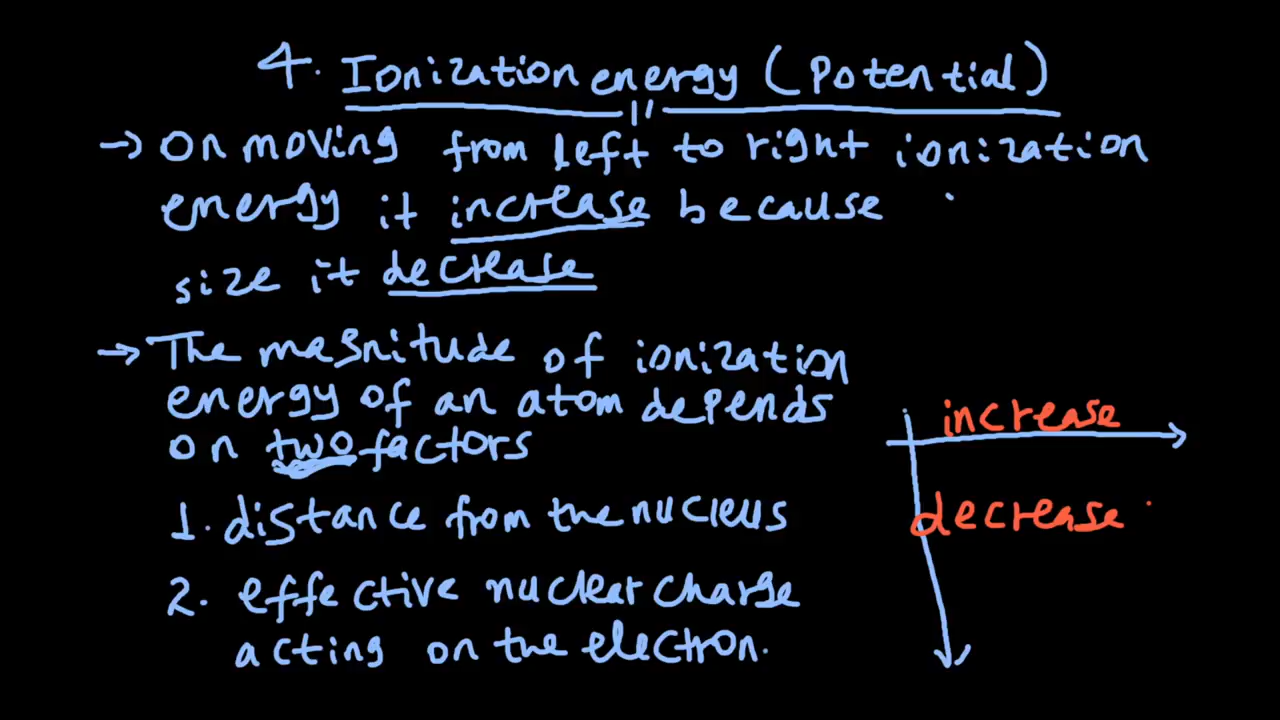 4. Ionization energy (Potential)
→ On moving from left to right ionization
energy it increase because
size it decrease
→ The magnitude of ionization
energy of an atom depends
on two factors
1. distance from the nucleus
2. effective nuclear charge
acting on the electron.
increase
decrease